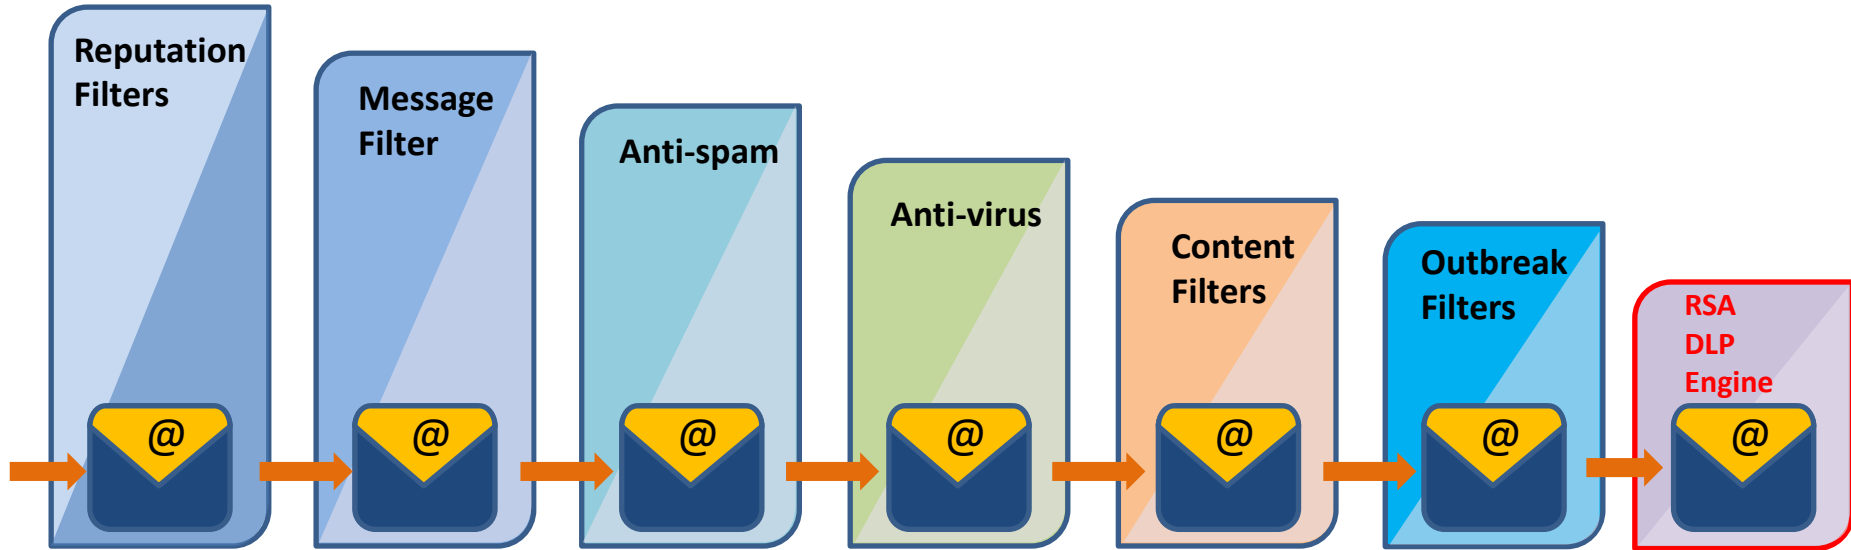 Reputation
Filters
Message
Filter
Anti-spam
Anti-virus
Content
Filters
Outbreak
Filters
RSA
DLP
Engine
@
@
@
@
@
@
@